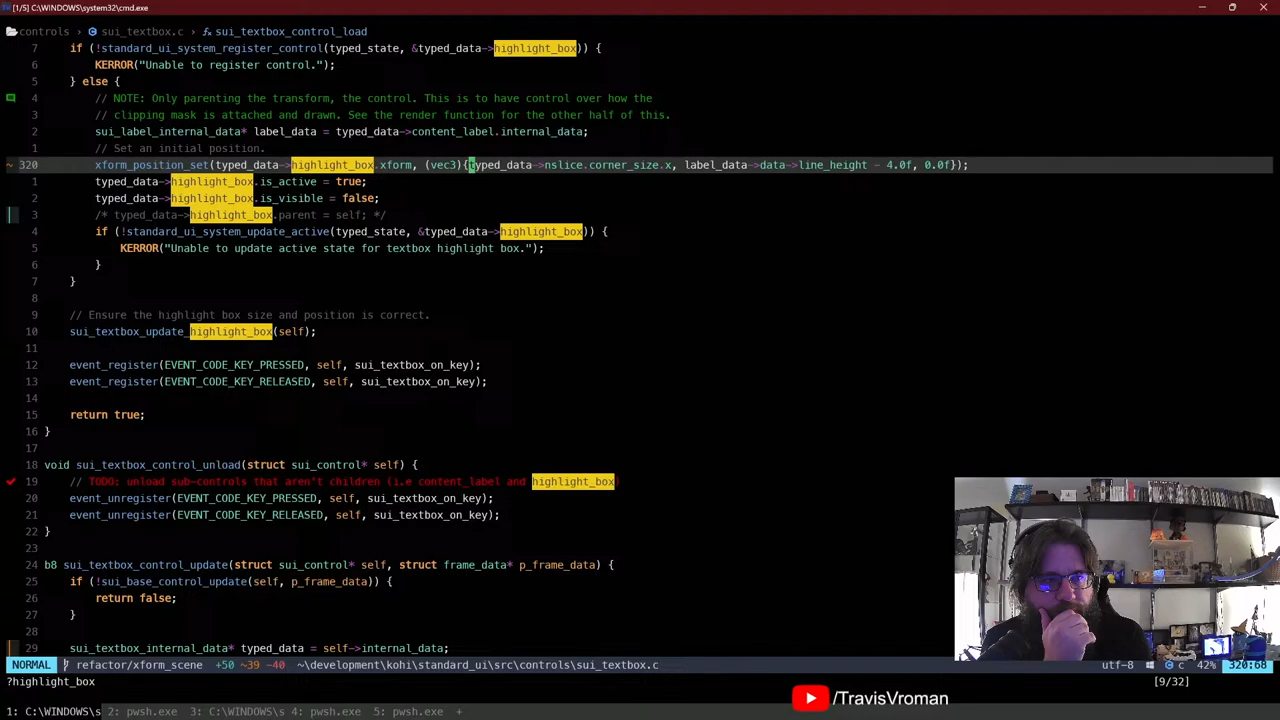 [1/5] C:\WINDOWS\system32\cmd.exe
controls > C sui_textbox.c > fx sui_textbox_control_load
7 if (!standard_ui_system_register_control(typed_state, &typed_data->highlight_box)) {
6 KERROR("Unable to register control.");
5 } else {
4 // NOTE: Only parenting the transform, the control. This is to have control over how the
3 // clipping mask is attached and drawn. See the render function for the other half of this.
2 sui_label_internal_data* label_data = typed_data->content_label.internal_data;
1 // Set an initial position.
~ 320 xform_position_set(typed_data->highlight_box.xform, (vec3){typed_data->nslice.corner_size.x, label_data->data->line_height - 4.0f, 0.0f});
1 typed_data->highlight_box.is_active = true;
2 typed_data->highlight_box.is_visible = false;
3 /* typed_data->highlight_box.parent = self; */
4 if (!standard_ui_system_update_active(typed_state, &typed_data->highlight_box)) {
5 KERROR("Unable to update active state for textbox highlight box.");
6 }
7 }
8
9 // Ensure the highlight box size and position is correct.
10 sui_textbox_update_highlight_box(self);
11
12 event_register(EVENT_CODE_KEY_PRESSED, self, sui_textbox_on_key);
13 event_register(EVENT_CODE_KEY_RELEASED, self, sui_textbox_on_key);
14
15 return true;
16 }
17
18 void sui_textbox_control_unload(struct sui_control* self) {
19 // TODO: unload sub-controls that aren't children (i.e content_label and highlight_box)
20 event_unregister(EVENT_CODE_KEY_PRESSED, self, sui_textbox_on_key);
21 event_unregister(EVENT_CODE_KEY_RELEASED, self, sui_textbox_on_key);
22 }
23
24 b8 sui_textbox_control_update(struct sui_control* self, struct frame_data* p_frame_data) {
25 if (!sui_base_control_update(self, p_frame_data)) {
26 return false;
27 }
28
29 sui_textbox_internal_data* typed_data = self->internal_data;
NORMAL refactor/xform_scene +50 ~39 -40 ~\development\kohi\standard_ui\src\controls\sui_textbox.c utf-8 c 42% 320:68
?highlight_box [9/32]
/TravisVroman
1: C:\WINDOWS\s 2: pwsh.exe 3: C:\WINDOWS\s 4: pwsh.exe 5: pwsh.exe +